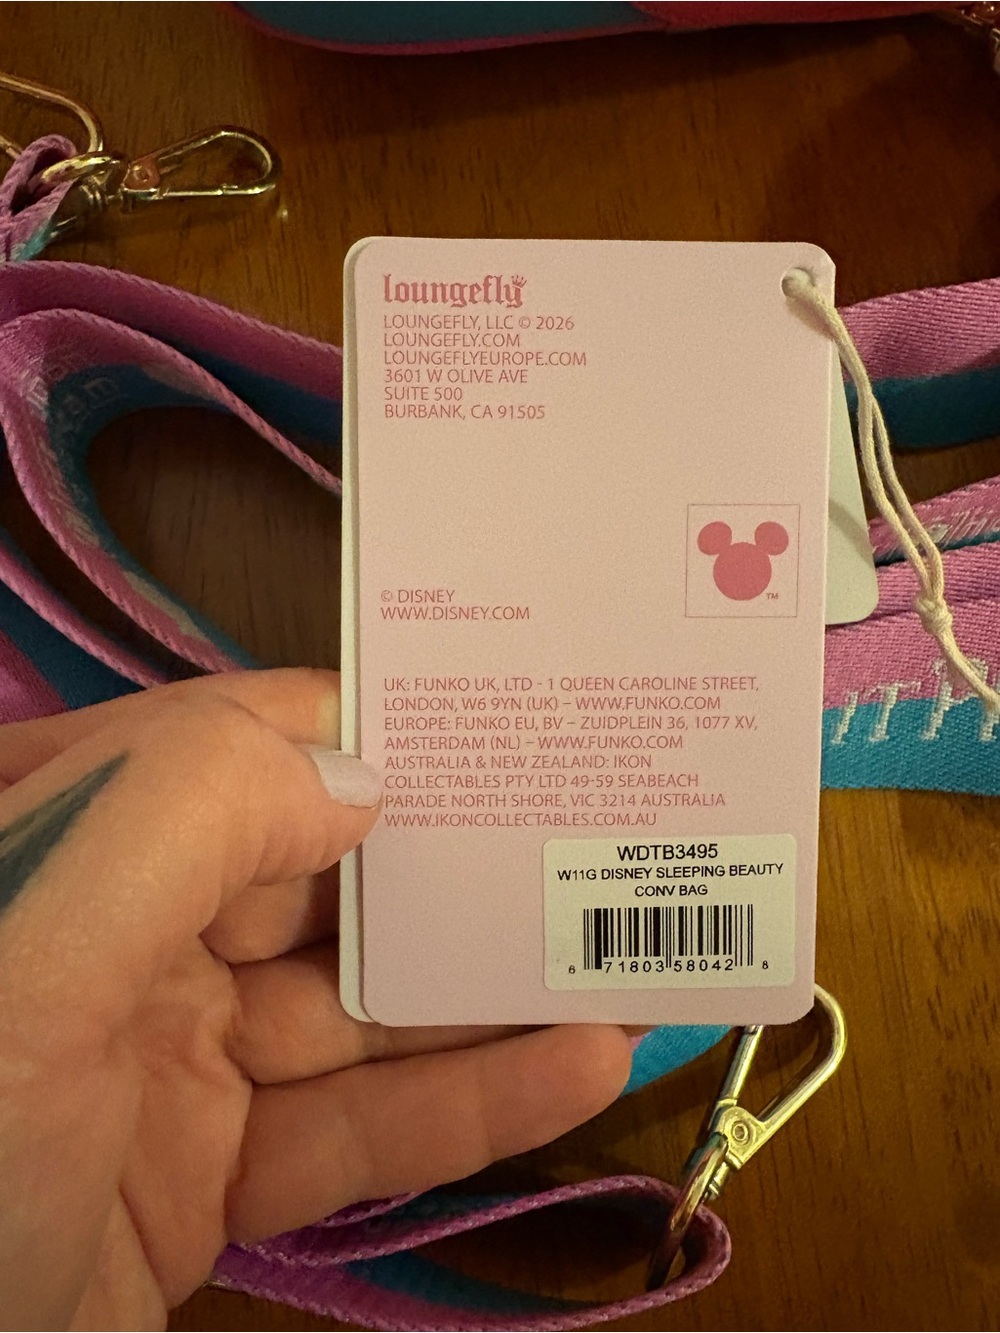 loungefly
LOUNGEFLY, LLC © 2026
LOUNGEFLY.COM
LOUNGEFLYEUROPE.COM
3601 W OLIVE AVE
SUITE 500
BURBANK, CA 91505
TM
© DISNEY
WWW.DISNEY.COM
UK: FUNKO UK, LTD - 1 QUEEN CAROLINE STREET,
LONDON, W6 9YN (UK) – WWW.FUNKO.COM
EUROPE: FUNKO EU, BV – ZUIDPLEIN 36, 1077 XV,
AMSTERDAM (NL) – WWW.FUNKO.COM
AUSTRALIA & NEW ZEALAND: IKON
COLLECTABLES PTY LTD 49-59 SEABEACH
PARADE NORTH SHORE, VIC 3214 AUSTRALIA
WWW.IKONCOLLECTABLES.COM.AU
WDTB3495
W11G DISNEY SLEEPING BEAUTY
CONV BAG
6 71803 58042 8